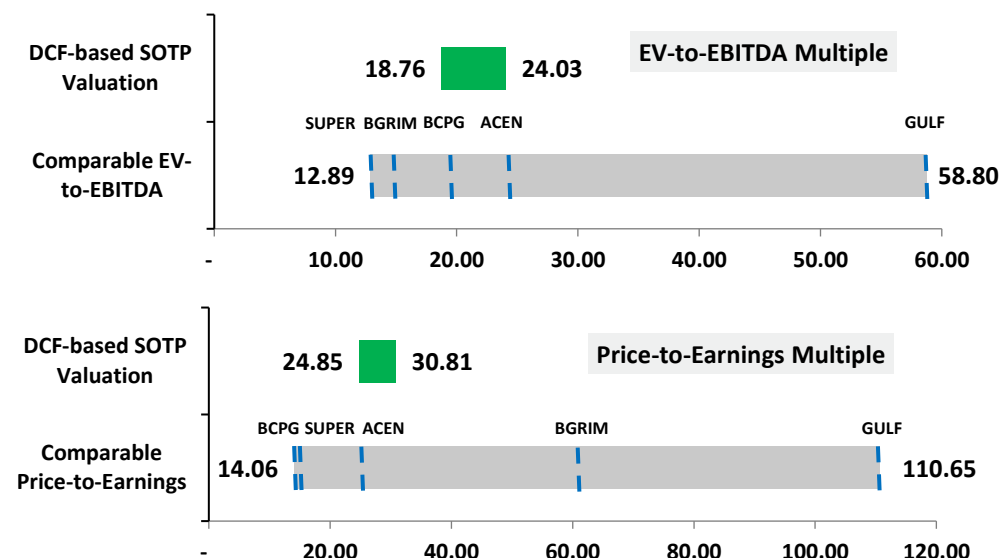 DCF-based SOTP
Valuation
18.76
24.03
EV-to-EBITDA Multiple
SUPER BGRIM BCPG ACEN GULF
Comparable EV-
to-EBITDA
12.89
58.80
- 10.00 20.00 30.00 40.00 50.00 60.00
DCF-based SOTP
Valuation
24.85
30.81
Price-to-Earnings Multiple
BCPG SUPER ACEN BGRIM GULF
Comparable
Price-to-Earnings
14.06
110.65
- 20.00 40.00 60.00 80.00 100.00 120.00